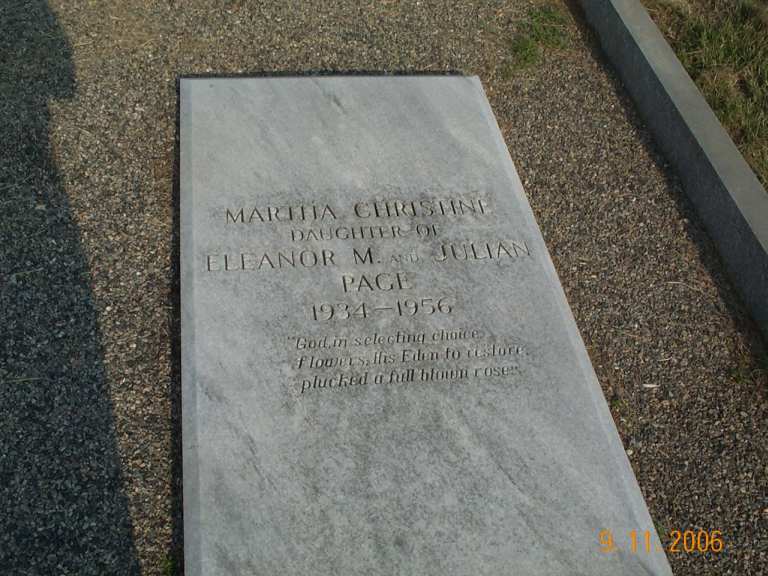 MARTHA CHRISTINE
DAUGHTER OF
ELEANOR M. AND JULIAN
PAGE
1934—1956
"God, in selecting choice
flowers, His Eden to restore,
plucked a full blown rose".
9.11.2006